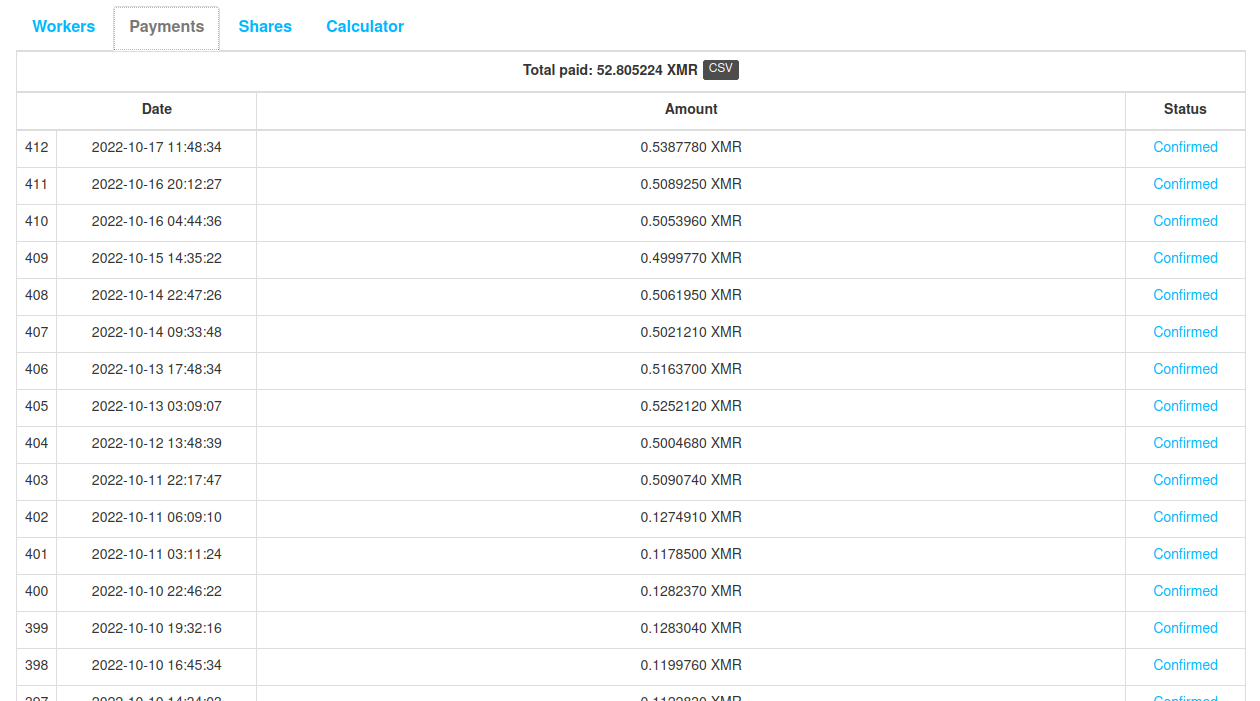 Workers Payments Shares Calculator
Total paid: 52.805224 XMR CSV
Date Amount Status
412 2022-10-17 11:48:34 0.5387780 XMR Confirmed
411 2022-10-16 20:12:27 0.5089250 XMR Confirmed
410 2022-10-16 04:44:36 0.5053960 XMR Confirmed
409 2022-10-15 14:35:22 0.4999770 XMR Confirmed
408 2022-10-14 22:47:26 0.5061950 XMR Confirmed
407 2022-10-14 09:33:48 0.5021210 XMR Confirmed
406 2022-10-13 17:48:34 0.5163700 XMR Confirmed
405 2022-10-13 03:09:07 0.5252120 XMR Confirmed
404 2022-10-12 13:48:39 0.5004680 XMR Confirmed
403 2022-10-11 22:17:47 0.5090740 XMR Confirmed
402 2022-10-11 06:09:10 0.1274910 XMR Confirmed
401 2022-10-11 03:11:24 0.1178500 XMR Confirmed
400 2022-10-10 22:46:22 0.1282370 XMR Confirmed
399 2022-10-10 19:32:16 0.1283040 XMR Confirmed
398 2022-10-10 16:45:34 0.1199760 XMR Confirmed
397 2022-10-10 XMR Confirmed